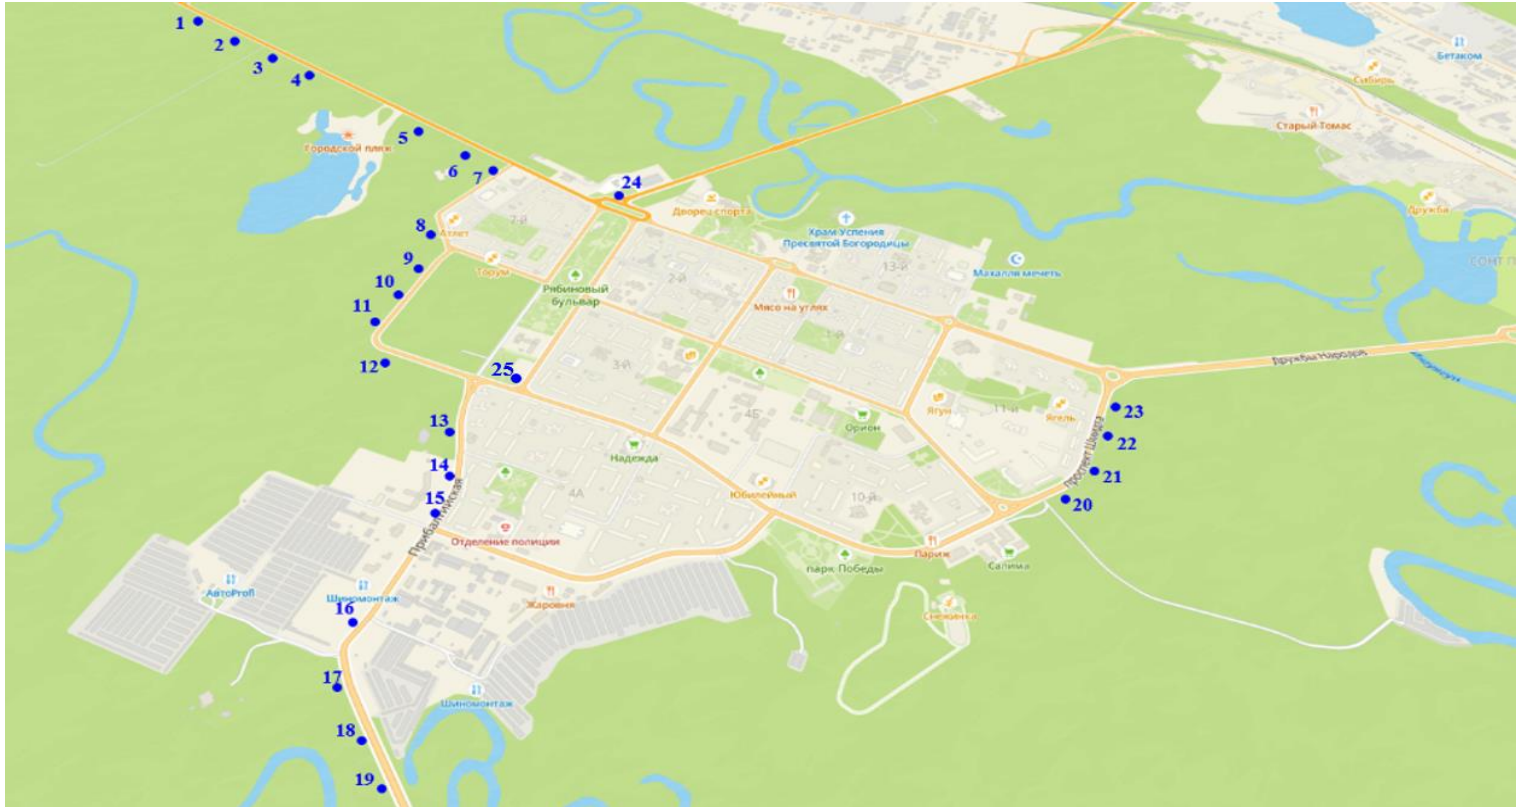 1
2
3
4
Бетаком
Сибирь
Старый Томас
5
Городской пляж
6
7
24
Дворец спорта
Дружба
7-й
8
Атлет
Храм Успения
Пресвятой Богородицы
9
Торум
2-й
13-й
Махалля мечеть
10
Рябиновый
бульвар
Мясо на углях
11
1-й
12
3-й
Дружбы Народов
25
4Б
Ягун
11-й
Ягель
23
Орион
13
22
Надежда
14
Проспект Шмидта
21
4А
Юбилейный
10-й
20
15
Прибалтийская
Отделение полиции
Париж
Салима
парк Победы
АвтоProfi
Шиномонтаж
Жаровня
16
Снежинка
17
Шиномонтаж
18
19